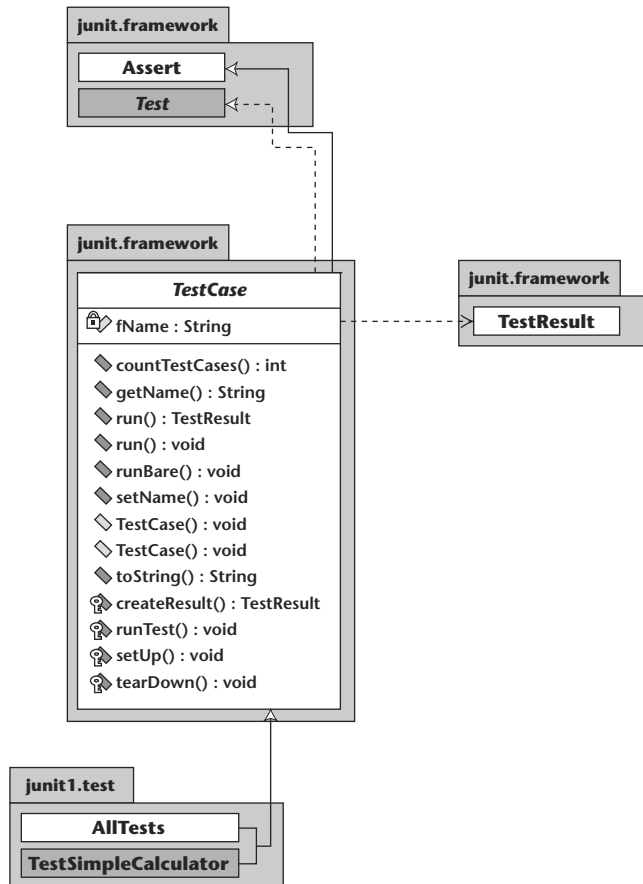 junit.framework
Assert
Test
junit.framework
TestCase
fName : String
countTestCases() : int
getName() : String
run() : TestResult
run() : void
runBare() : void
setName() : void
TestCase() : void
TestCase() : void
toString() : String
createResult() : TestResult
runTest() : void
setUp() : void
tearDown() : void
junit.framework
TestResult
junit1.test
AllTests
TestSimpleCalculator